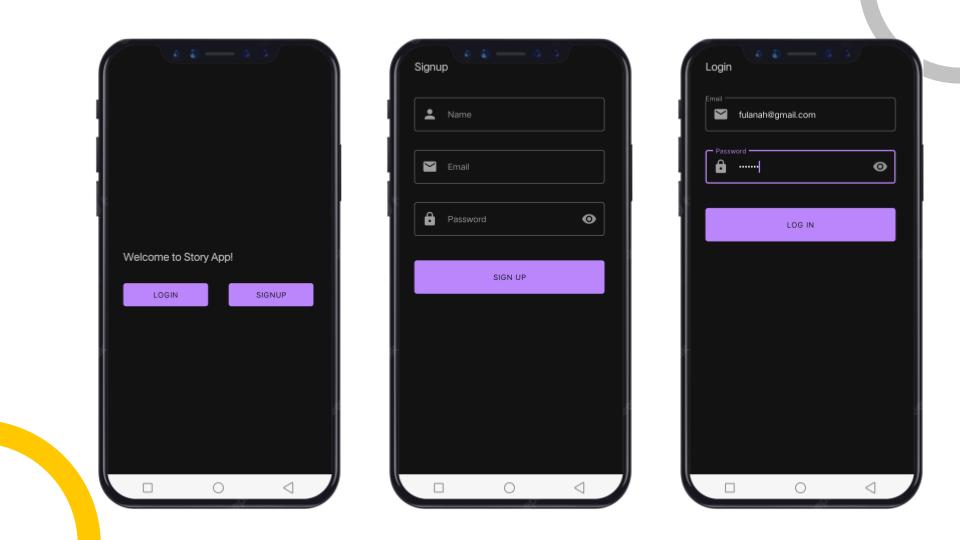 Welcome to Story App!
LOGIN
SIGNUP
Signup
Name
Email
Password
SIGN UP
Login
Email
fulanah@gmail.com
Password
LOG IN